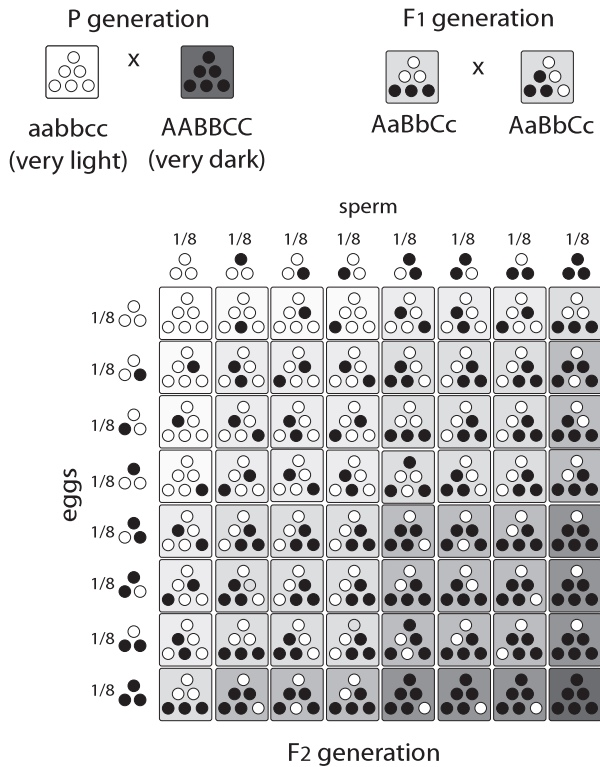 P generation
x
aabbcc
(very light)
AABBCC
(very dark)
F1 generation
x
AaBbCc
AaBbCc
sperm
1/8 1/8 1/8 1/8 1/8 1/8 1/8 1/8
eggs
1/8
1/8
1/8
1/8
1/8
1/8
1/8
1/8
F2 generation